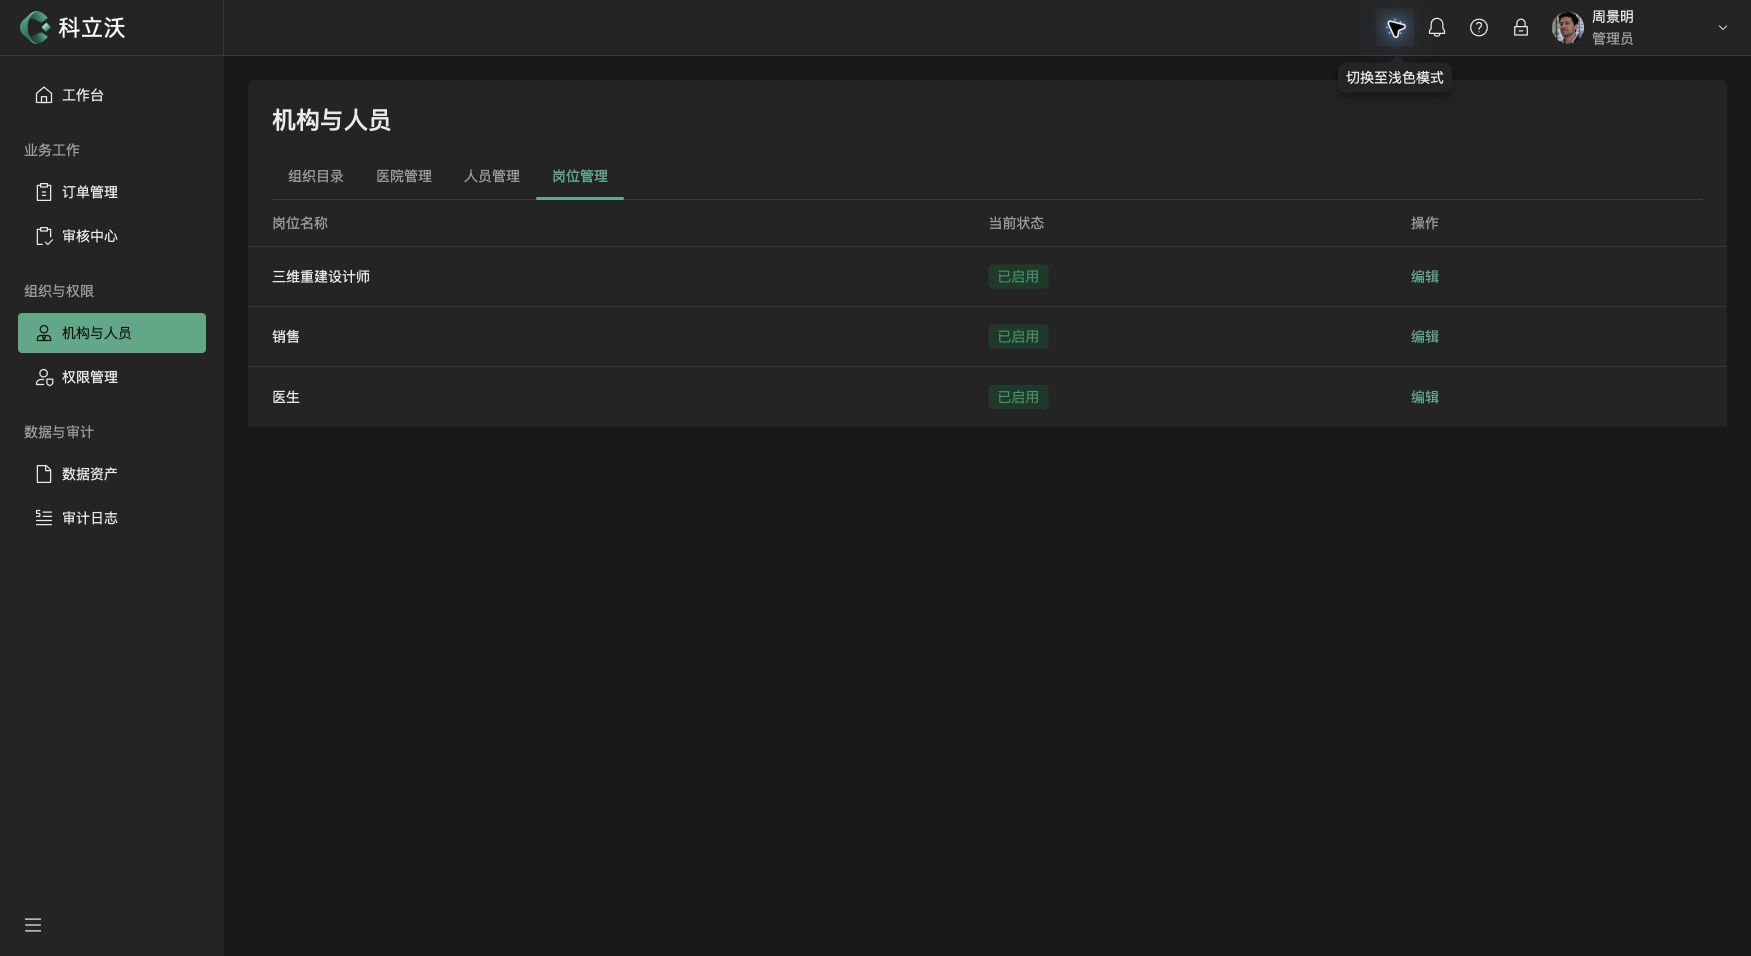 科立沃
周景明
管理员
切换至浅色模式
工作台
业务工作
订单管理
审核中心
组织与权限
机构与人员
权限管理
数据与审计
数据资产
审计日志
机构与人员
组织目录 医院管理 人员管理 岗位管理
岗位名称 当前状态 操作
三维重建设计师 已启用 编辑
销售 已启用 编辑
医生 已启用 编辑